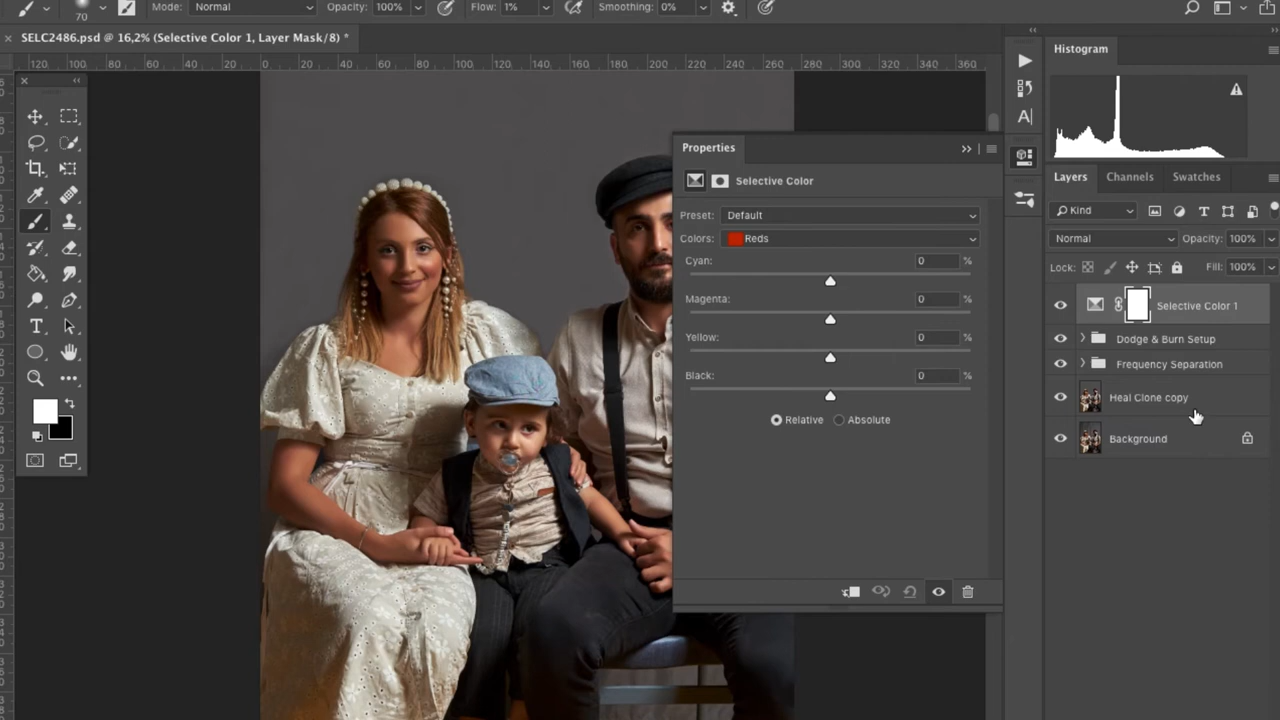 70 Mode: Normal Opacity: 100% Flow: 1% Smoothing: 0%
SELC2486.psd @ 16,2% (Selective Color 1, Layer Mask/8) *
120 100 80 60 40 20 0 20 40 60 80 100 120 140 160 180 200 220 240 260 280 300 320 340 360
Histogram
Properties
Selective Color
Preset: Default
Colors: Reds
Cyan: 0 %
Magenta: 0 %
Yellow: 0 %
Black: 0 %
Relative Absolute
Layers Channels Swatches
Kind
Normal Opacity: 100%
Lock: Fill: 100%
Selective Color 1
Dodge & Burn Setup
Frequency Separation
Heal Clone copy
Background